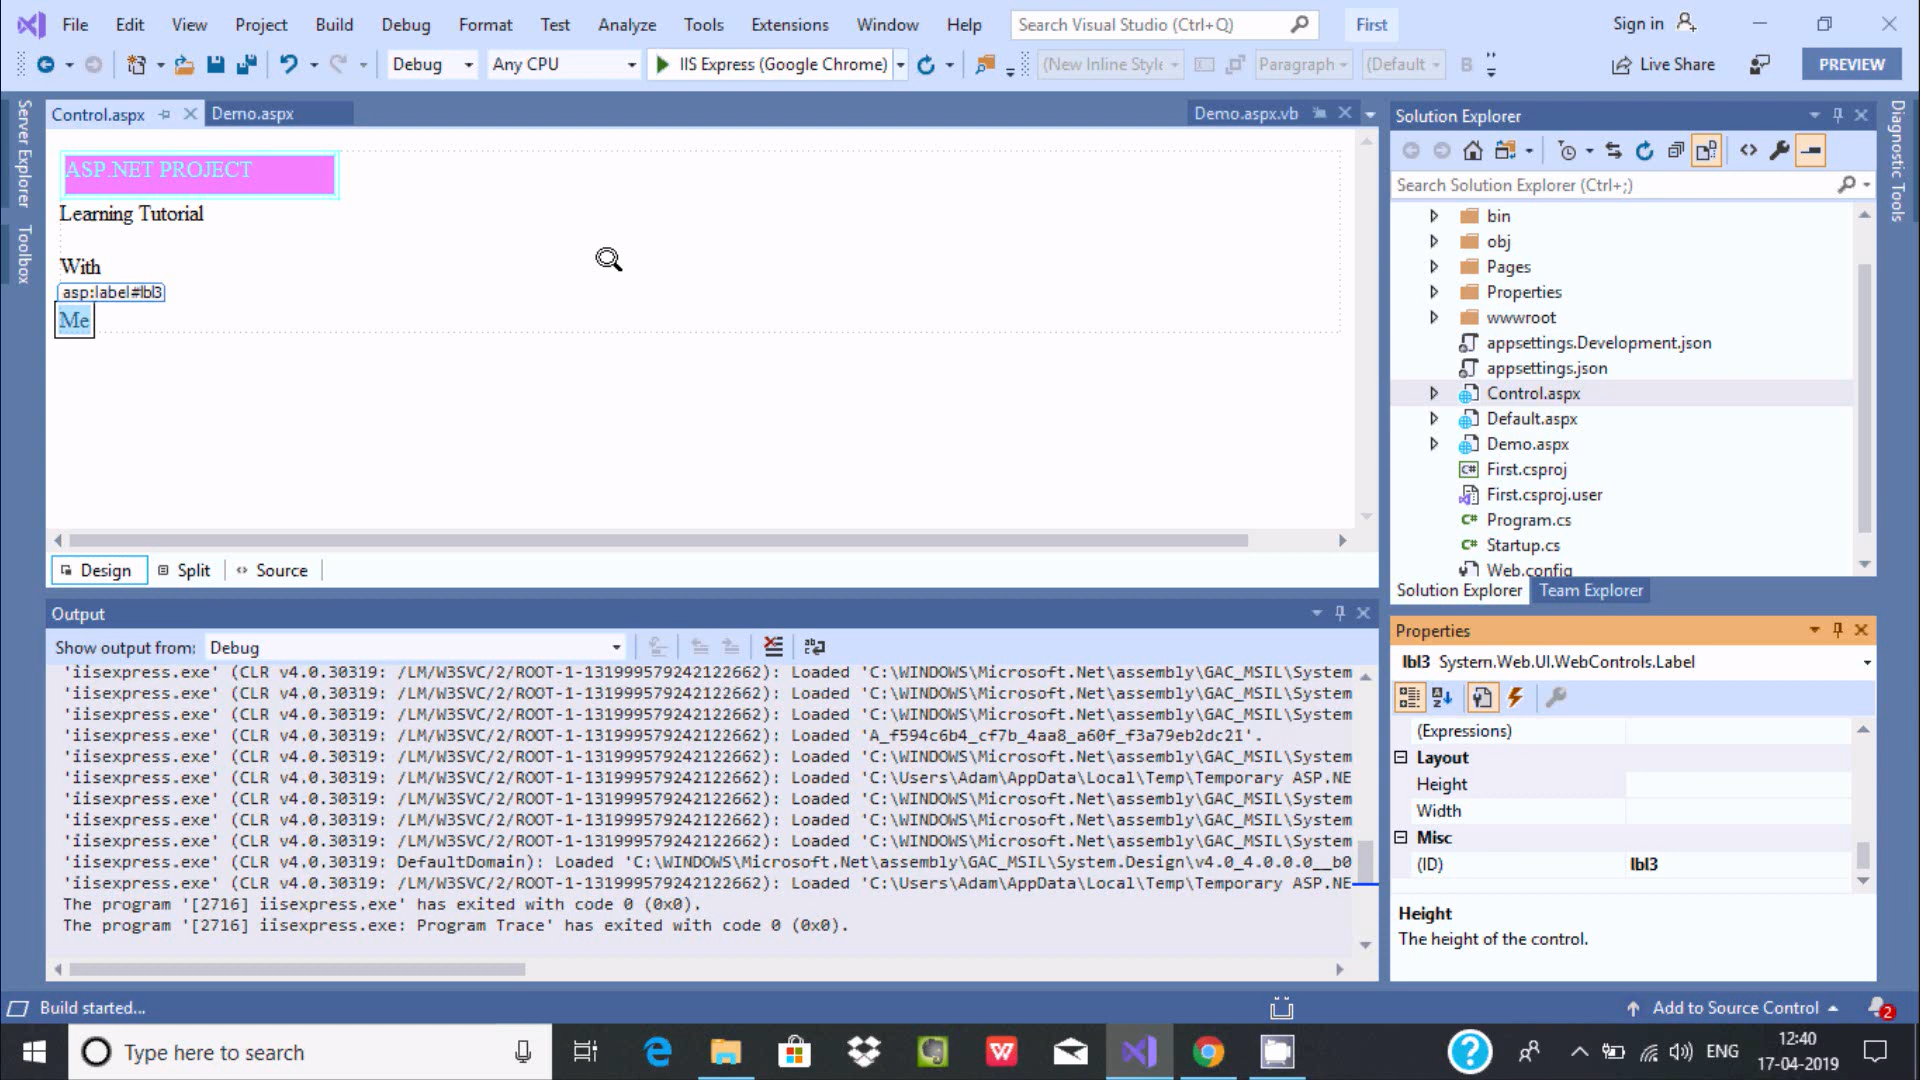 File Edit View Project Build Debug Format Test Analyze Tools Extensions Window Help Search Visual Studio (Ctrl+Q) First Sign in
Debug Any CPU IIS Express (Google Chrome) (New Inline Style Paragraph (Default B Live Share PREVIEW
Server Explorer
Toolbox
Control.aspx Demo.aspx Demo.aspx.vb
ASP.NET PROJECT
Learning Tutorial
With
asp:label#lbl3
Me
Design Split Source
Output
Show output from: Debug
'iisexpress.exe' (CLR v4.0.30319: /LM/W3SVC/2/ROOT-1-131999579242122662): Loaded 'C:\WINDOWS\Microsoft.Net\assembly\GAC_MSIL\System
'iisexpress.exe' (CLR v4.0.30319: /LM/W3SVC/2/ROOT-1-131999579242122662): Loaded 'C:\WINDOWS\Microsoft.Net\assembly\GAC_MSIL\System
'iisexpress.exe' (CLR v4.0.30319: /LM/W3SVC/2/ROOT-1-131999579242122662): Loaded 'C:\WINDOWS\Microsoft.Net\assembly\GAC_MSIL\System
'iisexpress.exe' (CLR v4.0.30319: /LM/W3SVC/2/ROOT-1-131999579242122662): Loaded 'A_f594c6b4_cf7b_4aa8_a60f_f3a79eb2dc21'.
'iisexpress.exe' (CLR v4.0.30319: /LM/W3SVC/2/ROOT-1-131999579242122662): Loaded 'C:\WINDOWS\Microsoft.Net\assembly\GAC_MSIL\System
'iisexpress.exe' (CLR v4.0.30319: /LM/W3SVC/2/ROOT-1-131999579242122662): Loaded 'C:\Users\Adam\AppData\Local\Temp\Temporary ASP.NE
'iisexpress.exe' (CLR v4.0.30319: /LM/W3SVC/2/ROOT-1-131999579242122662): Loaded 'C:\WINDOWS\Microsoft.Net\assembly\GAC_MSIL\System
'iisexpress.exe' (CLR v4.0.30319: /LM/W3SVC/2/ROOT-1-131999579242122662): Loaded 'C:\WINDOWS\Microsoft.Net\assembly\GAC_MSIL\System
'iisexpress.exe' (CLR v4.0.30319: /LM/W3SVC/2/ROOT-1-131999579242122662): Loaded 'C:\WINDOWS\Microsoft.Net\assembly\GAC_MSIL\System
'iisexpress.exe' (CLR v4.0.30319: DefaultDomain): Loaded 'C:\WINDOWS\Microsoft.Net\assembly\GAC_MSIL\System.Design\v4.0_4.0.0.0__b0
'iisexpress.exe' (CLR v4.0.30319: /LM/W3SVC/2/ROOT-1-131999579242122662): Loaded 'C:\Users\Adam\AppData\Local\Temp\Temporary ASP.NE
The program '[2716] iisexpress.exe' has exited with code 0 (0x0).
The program '[2716] iisexpress.exe: Program Trace' has exited with code 0 (0x0).
Solution Explorer
Search Solution Explorer (Ctrl+;)
bin
obj
Pages
Properties
wwwroot
appsettings.Development.json
appsettings.json
Control.aspx
Default.aspx
Demo.aspx
C# First.csproj
First.csproj.user
C# Program.cs
C# Startup.cs
Web.config
Solution Explorer Team Explorer
Diagnostic Tools
Properties
lbl3 System.Web.UI.WebControls.Label
(Expressions)
Layout
Height
Width
Misc
(ID) lbl3
Height
The height of the control.
Build started... Add to Source Control 2
Type here to search ENG 12:40
17-04-2019